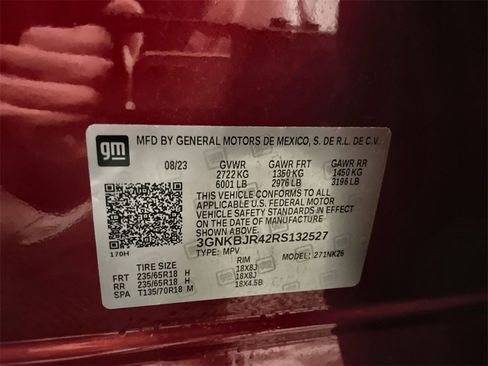 gm
MFD BY GENERAL MOTORS DE MEXICO, S. DE R.L. DE C.V.
08/23 GVWR GAWR FRT GAWR RR
2722 KG 1350 KG 1450 KG
6001 LB 2976 LB 3196 LB
THIS VEHICLE CONFORMS TO ALL
APPLICABLE U.S. FEDERAL MOTOR
VEHICLE SAFETY STANDARDS IN EFFECT
ON THE DATE OF MANUFACTURE SHOWN ABOVE.
3GNKBJR42RS132527
170H TYPE: MPV 271NK26
TIRE SIZE RIM
FRT 235/65R18 H 18X8J
RR 235/65R18 H 18X8J
SPA T135/70R18 M 18X4.5B